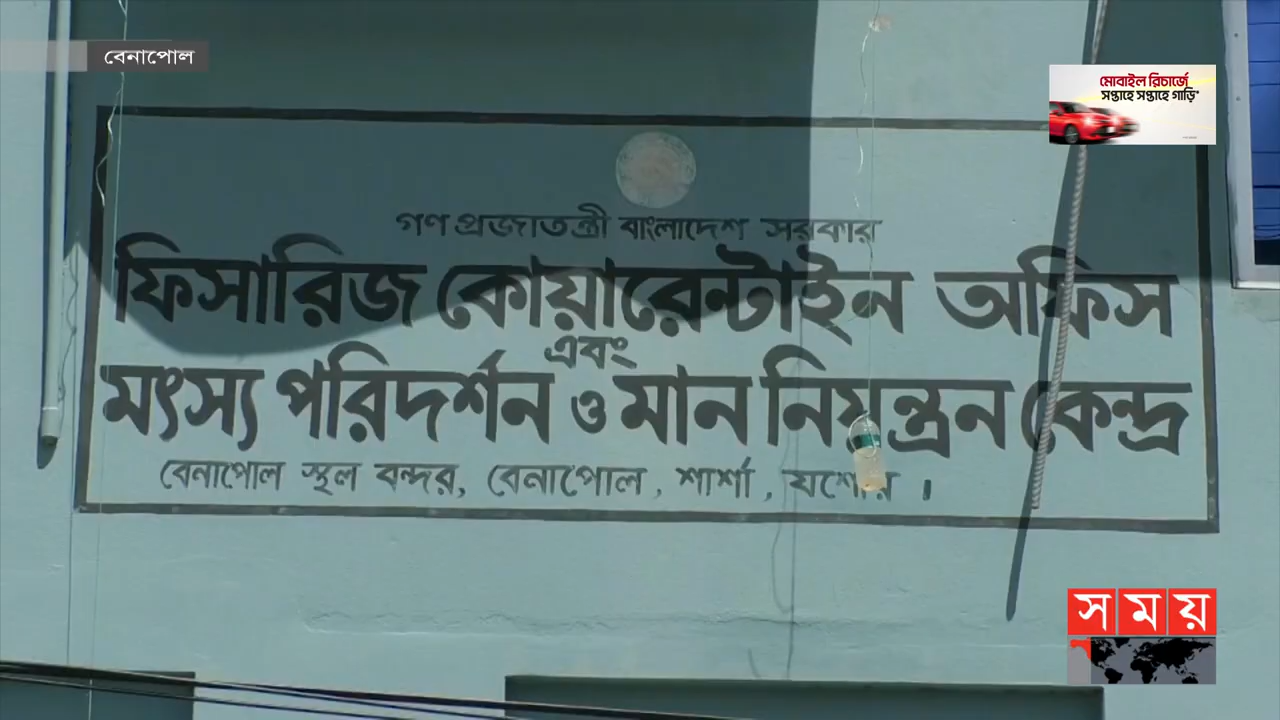 বেনাপোল
মোবাইল রিচার্জে
সপ্তাহে সপ্তাহে গাড়ি*
গণ প্রজাতন্ত্রী বাংলাদেশ সরকার
ফিসারিজ কোয়ারেন্টাইন অফিস
এবং
মৎস্য পরিদর্শন ও মান নিয়ন্ত্রন কেন্দ্র
বেনাপোল স্থল বন্দর, বেনাপোল, শার্শা, যশোর ।
সময়